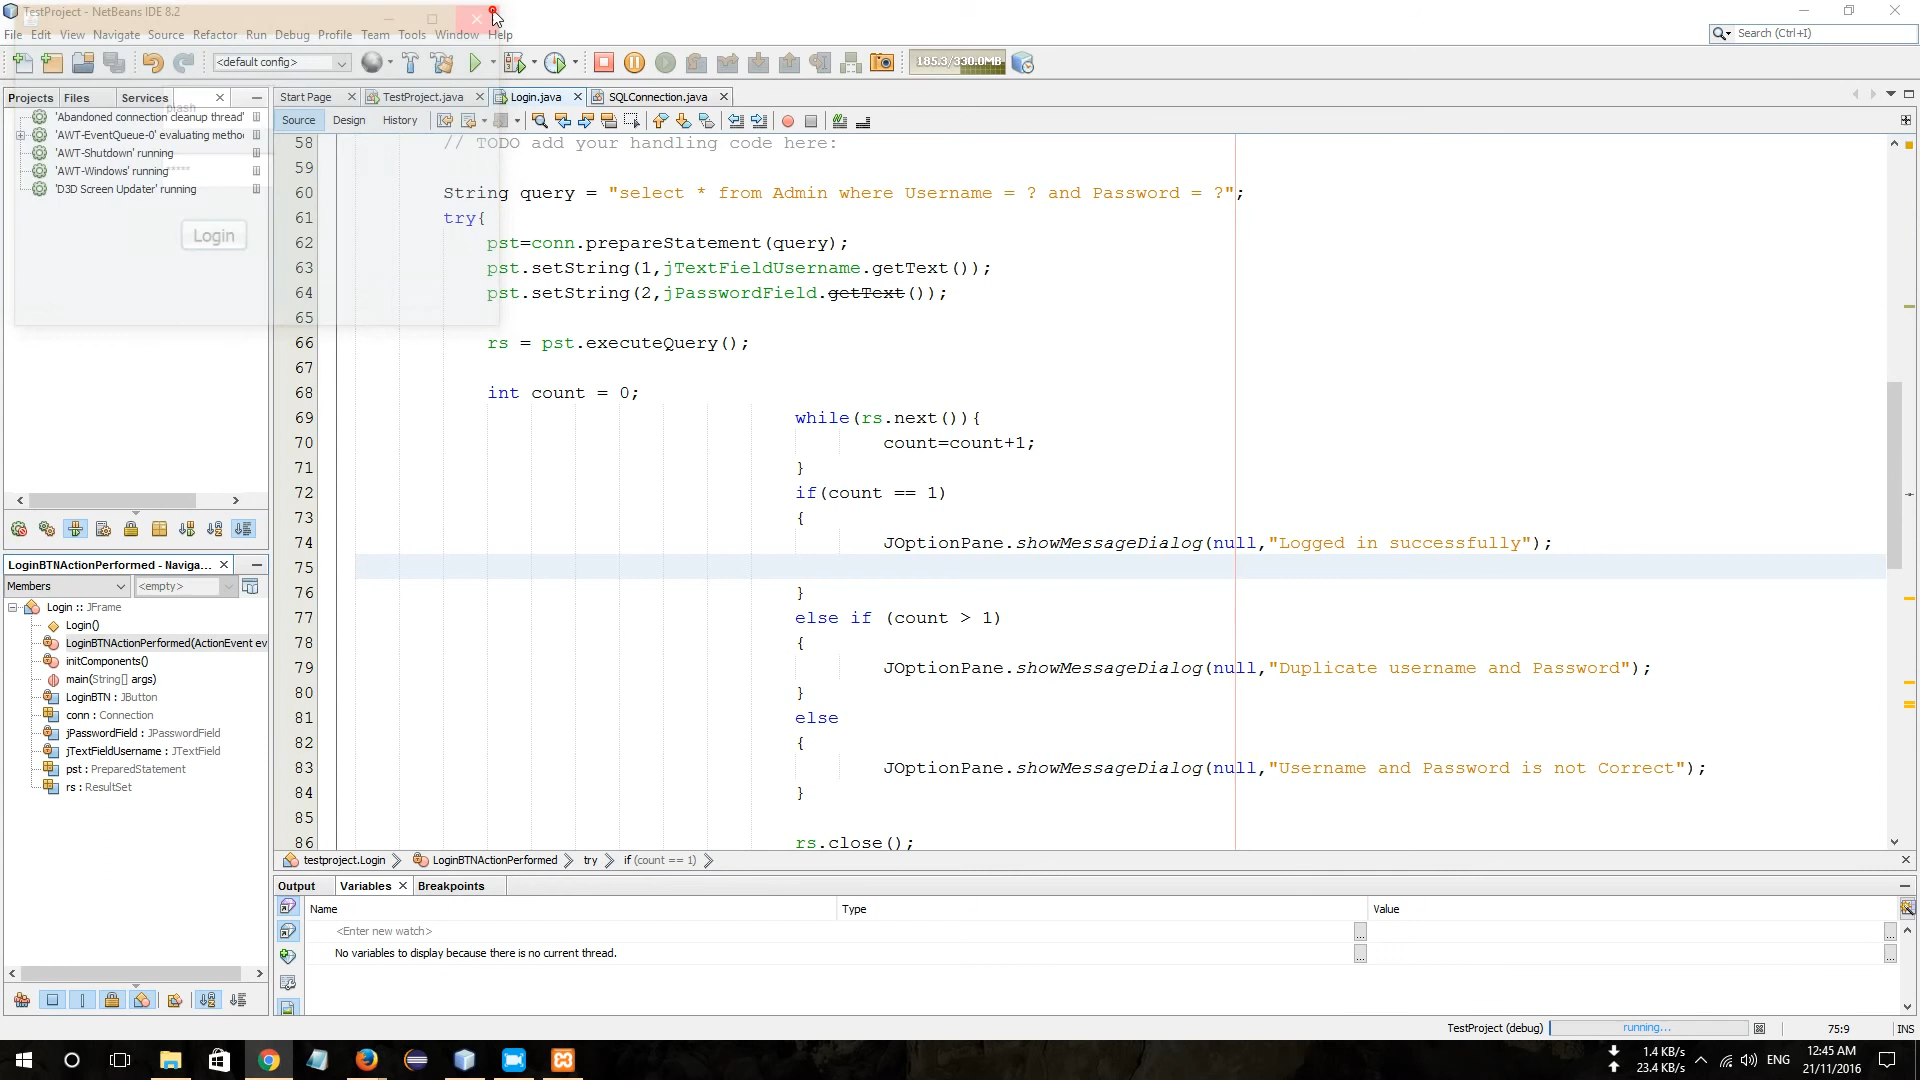 TestProject - NetBeans IDE 8.2
File Edit View Navigate Source Refactor Run Debug Profile Team Tools Window Help
Search (Ctrl+I)
<default config>
185.3/330.0MB
Projects Files Services
Start Page TestProject.java Login.java SQLConnection.java
Source Design History
'Abandoned connection cleanup thread'
'AWT-EventQueue-0' evaluating metho
'AWT-Shutdown' running
'AWT-Windows' running
*****
'D3D Screen Updater' running
Login
58 // TODO add your handling code here:
59
60 String query = "select * from Admin where Username = ? and Password = ?";
61 try{
62 pst=conn.prepareStatement(query);
63 pst.setString(1,jTextFieldUsername.getText());
64 pst.setString(2,jPasswordField.getText());
65
66 rs = pst.executeQuery();
67
68 int count = 0;
69 while(rs.next()){
70 count=count+1;
71 }
72 if(count == 1)
73 {
74 JOptionPane.showMessageDialog(null,"Logged in successfully");
75
76 }
77 else if (count > 1)
78 {
79 JOptionPane.showMessageDialog(null,"Duplicate username and Password");
80 }
81 else
82 {
83 JOptionPane.showMessageDialog(null,"Username and Password is not Correct");
84 }
85
86 rs.close();
LoginBTNActionPerformed - Naviga...
Members <empty>
Login :: JFrame
Login()
LoginBTNActionPerformed(ActionEvent ev
initComponents()
main(String[] args)
LoginBTN : JButton
conn : Connection
jPasswordField : JPasswordField
jTextFieldUsername : JTextField
pst : PreparedStatement
rs : ResultSet
testproject.Login LoginBTNActionPerformed try if (count == 1)
Output Variables Breakpoints
Name Type Value
<Enter new watch>
No variables to display because there is no current thread.
TestProject (debug) running... 75:9 INS
1.4 KB/s
23.4 KB/s
ENG
12:45 AM
21/11/2016